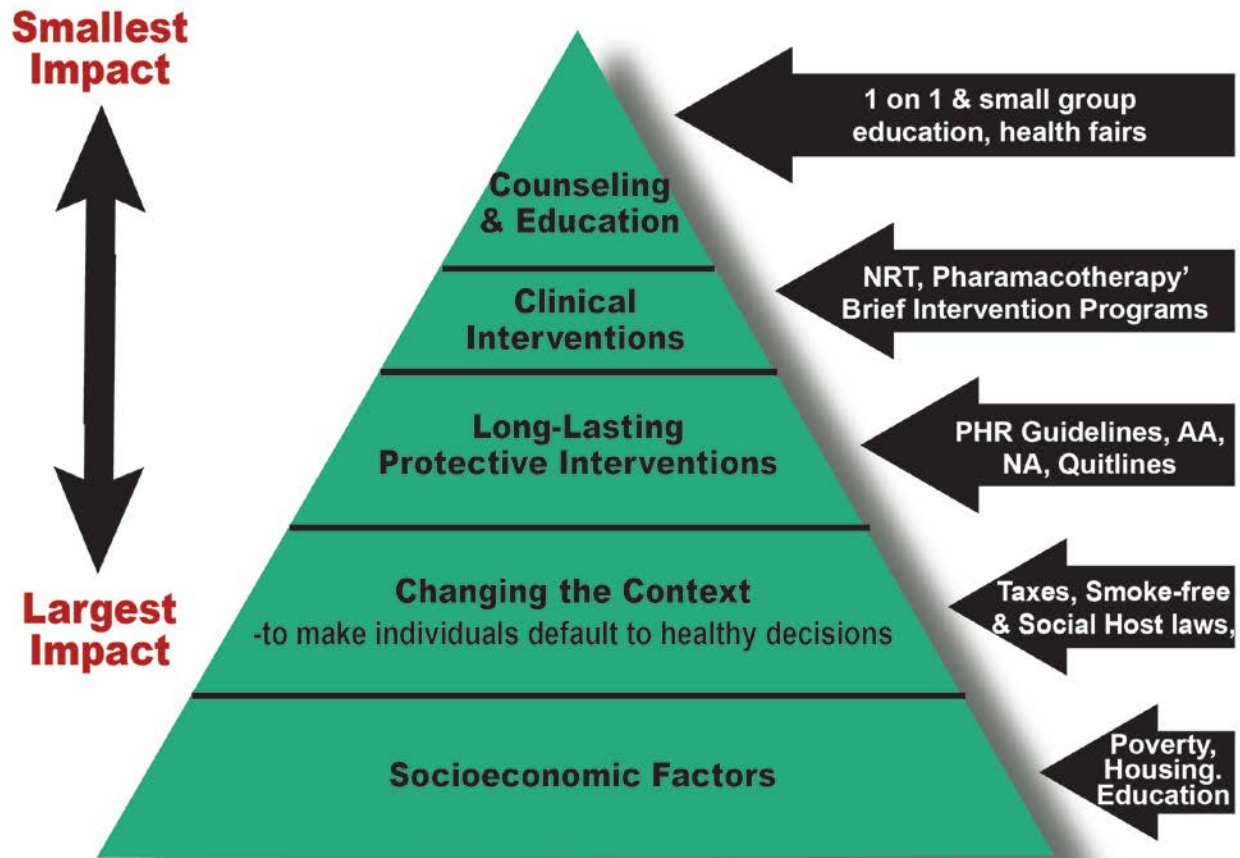 Smallest
Impact
Largest
Impact
Counseling
& Education
Clinical
Interventions
Long-Lasting
Protective Interventions
Changing the Context
-to make individuals default to healthy decisions
Socioeconomic Factors
1 on 1 & small group
education, health fairs
NRT, Pharamacotherapy’
Brief Intervention Programs
PHR Guidelines, AA,
NA, Quitlines
Taxes, Smoke-free
& Social Host laws,
Poverty,
Housing.
Education